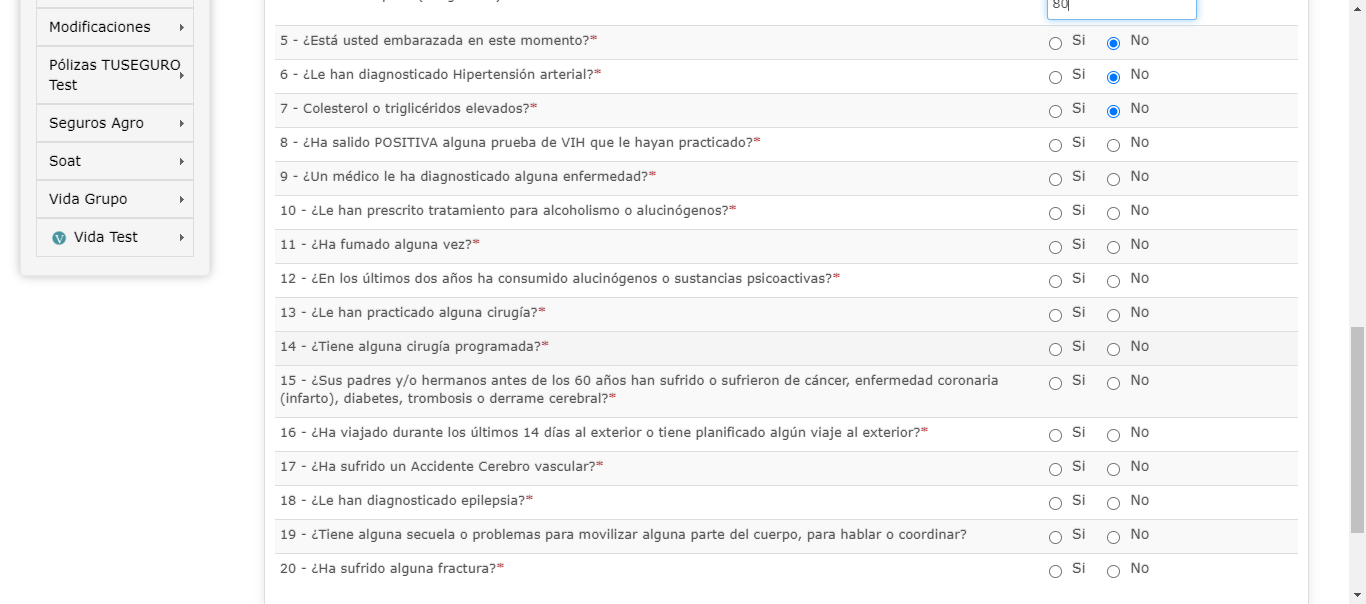 Modificaciones
Pólizas TUSEGURO
Test
Seguros Agro
Soat
Vida Grupo
V Vida Test
80
5 - ¿Está usted embarazada en este momento?* Si No
6 - ¿Le han diagnosticado Hipertensión arterial?* Si No
7 - Colesterol o triglicéridos elevados?* Si No
8 - ¿Ha salido POSITIVA alguna prueba de VIH que le hayan practicado?* Si No
9 - ¿Un médico le ha diagnosticado alguna enfermedad?* Si No
10 - ¿Le han prescrito tratamiento para alcoholismo o alucinógenos?* Si No
11 - ¿Ha fumado alguna vez?* Si No
12 - ¿En los últimos dos años ha consumido alucinógenos o sustancias psicoactivas?* Si No
13 - ¿Le han practicado alguna cirugía?* Si No
14 - ¿Tiene alguna cirugía programada?* Si No
15 - ¿Sus padres y/o hermanos antes de los 60 años han sufrido o sufrieron de cáncer, enfermedad coronaria Si No
(infarto), diabetes, trombosis o derrame cerebral?*
16 - ¿Ha viajado durante los últimos 14 días al exterior o tiene planificado algún viaje al exterior?* Si No
17 - ¿Ha sufrido un Accidente Cerebro vascular?* Si No
18 - ¿Le han diagnosticado epilepsia?* Si No
19 - ¿Tiene alguna secuela o problemas para movilizar alguna parte del cuerpo, para hablar o coordinar? Si No
20 - ¿Ha sufrido alguna fractura?* Si No